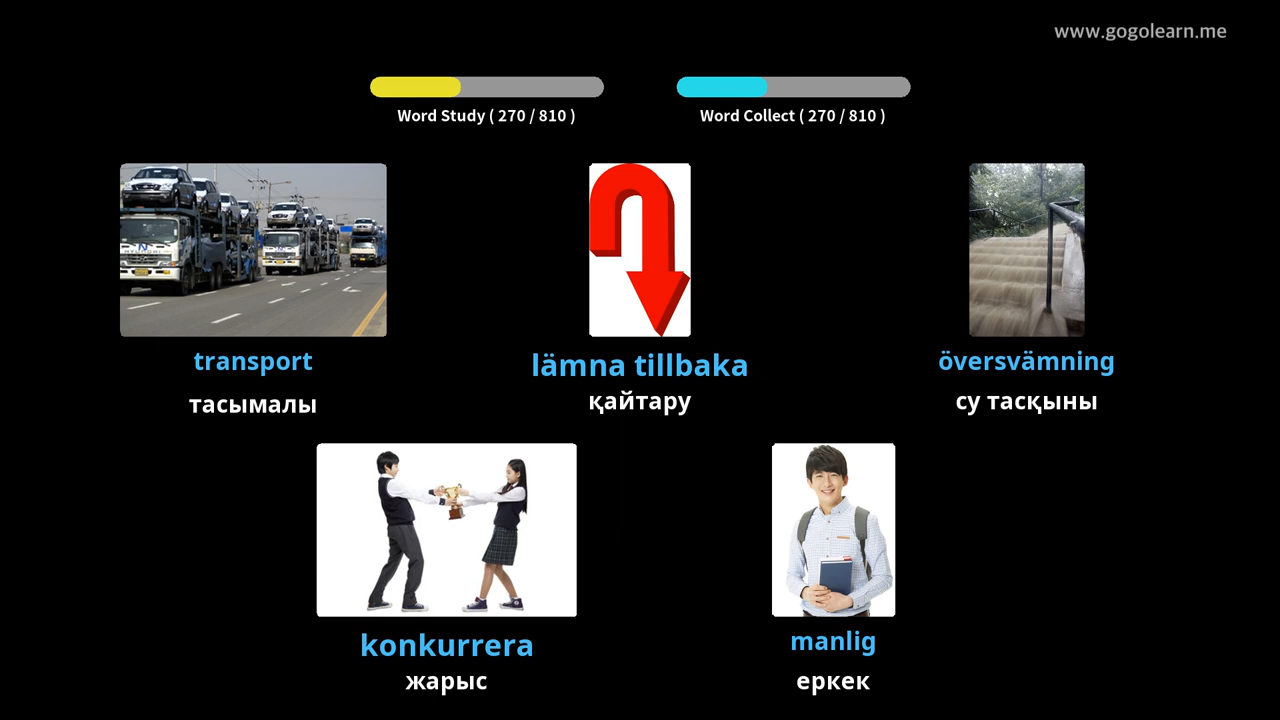 www.gogolearn.me
Word Study ( 270 / 810 )
Word Collect ( 270 / 810 )
transport
тасымалы
lämna tillbaka
қайтару
översvämning
су тасқыны
konkurrera
жарыс
manlig
еркек